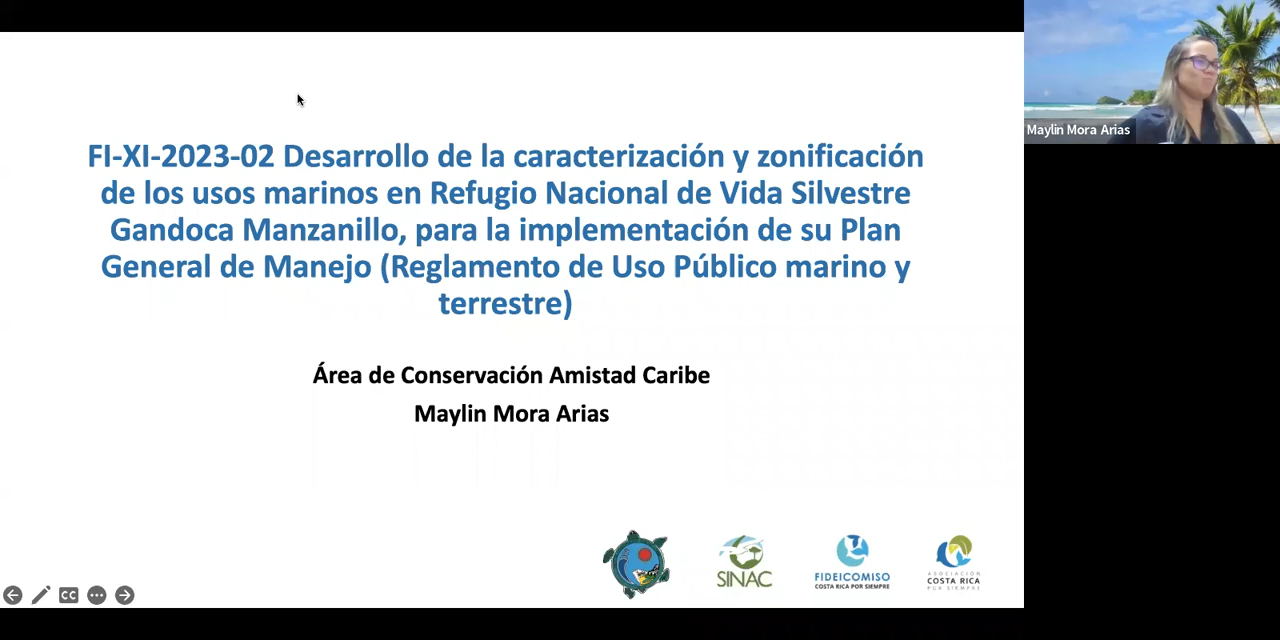 FI-XI-2023-02 Desarrollo de la caracterización y zonificación
de los usos marinos en Refugio Nacional de Vida Silvestre
Gandoca Manzanillo, para la implementación de su Plan
General de Manejo (Reglamento de Uso Público marino y
terrestre)
Área de Conservación Amistad Caribe
Maylin Mora Arias
Maylin Mora Arias
SINAC
FIDEICOMISO
COSTA RICA POR SIEMPRE
ASOCIACIÓN
COSTA RICA
POR SIEMPRE
CC